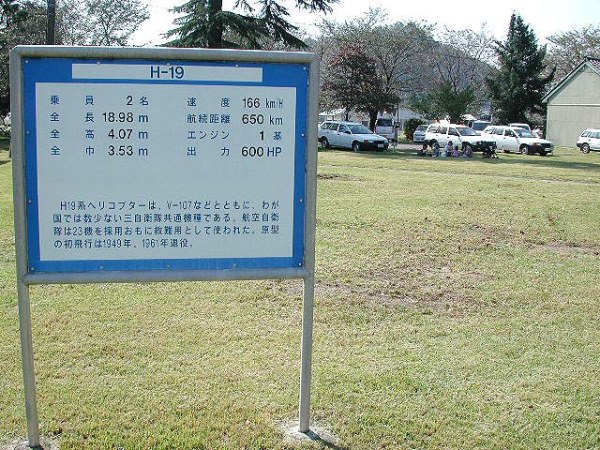 H-19
乗員 2名 速度 166 km/H
全長 18.98 m 航続距離 650 km
全高 4.07 m エンジン 1基
全巾 3.53 m 出力 600 HP
H19系ヘリコプターは、V-107などとともに、わが
国では数少ない三自衛隊共通機種である。航空自衛
隊は23機を採用おもに救難用として使われた。原型
の初飛行は1949年、1961年退役。